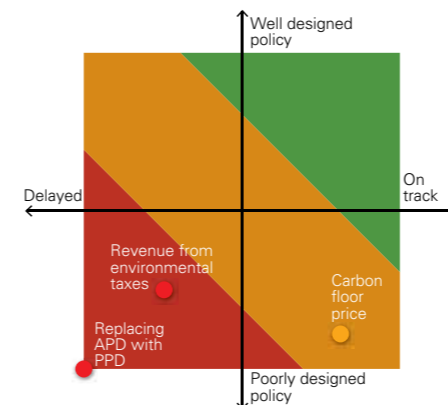 Well designed
policy
Delayed
On
track
Revenue from
environmental
taxes
Carbon
floor
price
Replacing
APD with
PPD
Poorly designed
policy